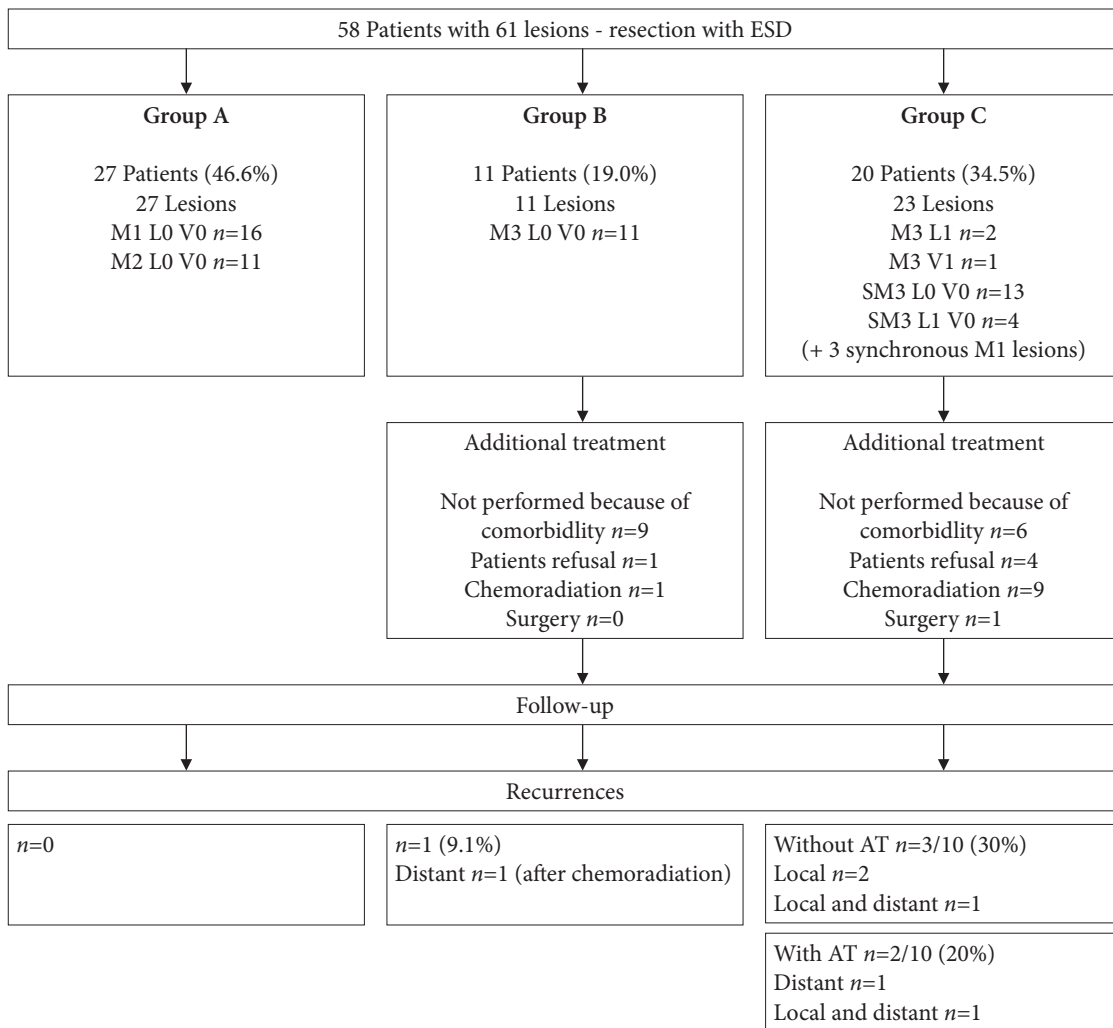 58 Patients with 61 lesions - resection with ESD
Group A
27 Patients (46.6%)
27 Lesions
M1 L0 V0 n=16
M2 L0 V0 n=11
Group B
11 Patients (19.0%)
11 Lesions
M3 L0 V0 n=11
Group C
20 Patients (34.5%)
23 Lesions
M3 L1 n=2
M3 V1 n=1
SM3 L0 V0 n=13
SM3 L1 V0 n=4
(+ 3 synchronous M1 lesions)
Additional treatment
Not performed because of
comorbidlity n=9
Patients refusal n=1
Chemoradiation n=1
Surgery n=0
Additional treatment
Not performed because of
comorbidlity n=6
Patients refusal n=4
Chemoradiation n=9
Surgery n=1
Follow-up
Recurrences
n=0
n=1 (9.1%)
Distant n=1 (after chemoradiation)
Without AT n=3/10 (30%)
Local n=2
Local and distant n=1
With AT n=2/10 (20%)
Distant n=1
Local and distant n=1